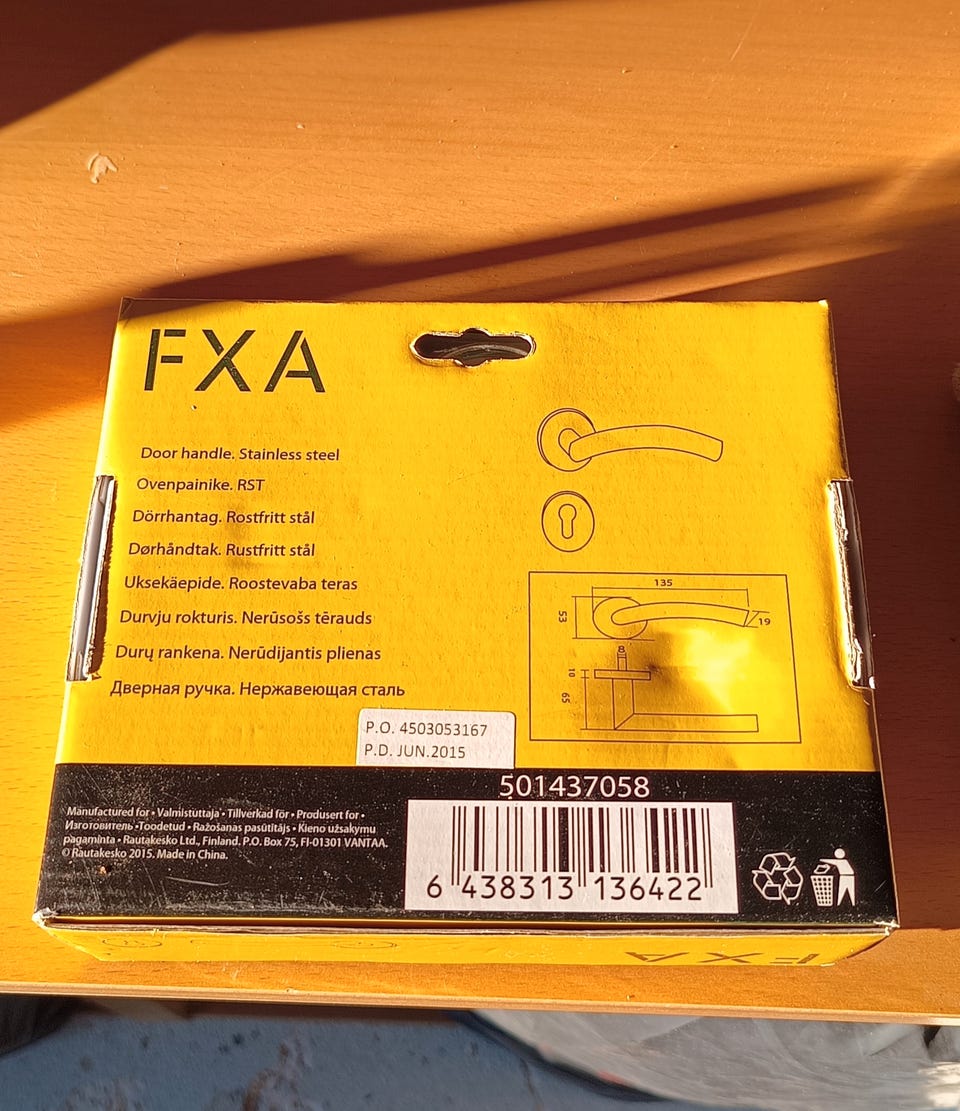 FXA
Door handle. Stainless steel
Ovenpainike. RST
Dörrhantag. Rostfritt stål
Dørhåndtak. Rustfritt stål
Uksekäepide. Roostevaba teras
Durvju rokturis. Nerūsošs tērauds
Durų rankena. Nerūdijantis plienas
Дверная ручка. Нержавеющая сталь
135
53
19
8
10
65
P.O. 4503053167
P.D. JUN.2015
501437058
Manufactured for • Valmistuttaja • Tillverkad för • Produsert for •
Изготовитель •Toodetud • Ražošanas pasūtītājs • Kieno užsakymu
pagaminta • Rautakesko Ltd., Finland. P.O. Box 75, FI-01301 VANTAA.
© Rautakesko 2015. Made in China.
6 438313 136422
FXA